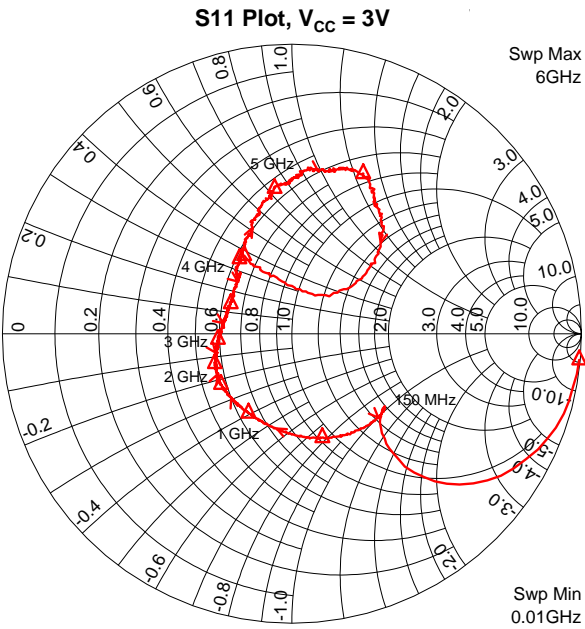 S11 Plot, VCC = 3V
Swp Max
6GHz
1.0
0.8
0.6
0.4
0.2
0
2.0
3.0
4.0
5.0
10.0
5 GHz
4 GHz
3 GHz
2 GHz
1 GHz
150 MHz
0.2
0.4
0.6
0.8
1.0
2.0
3.0
4.0
5.0
10.0
-10.0
-5.0
-4.0
-3.0
-2.0
-1.0
-0.8
-0.6
-0.4
-0.2
Swp Min
0.01GHz